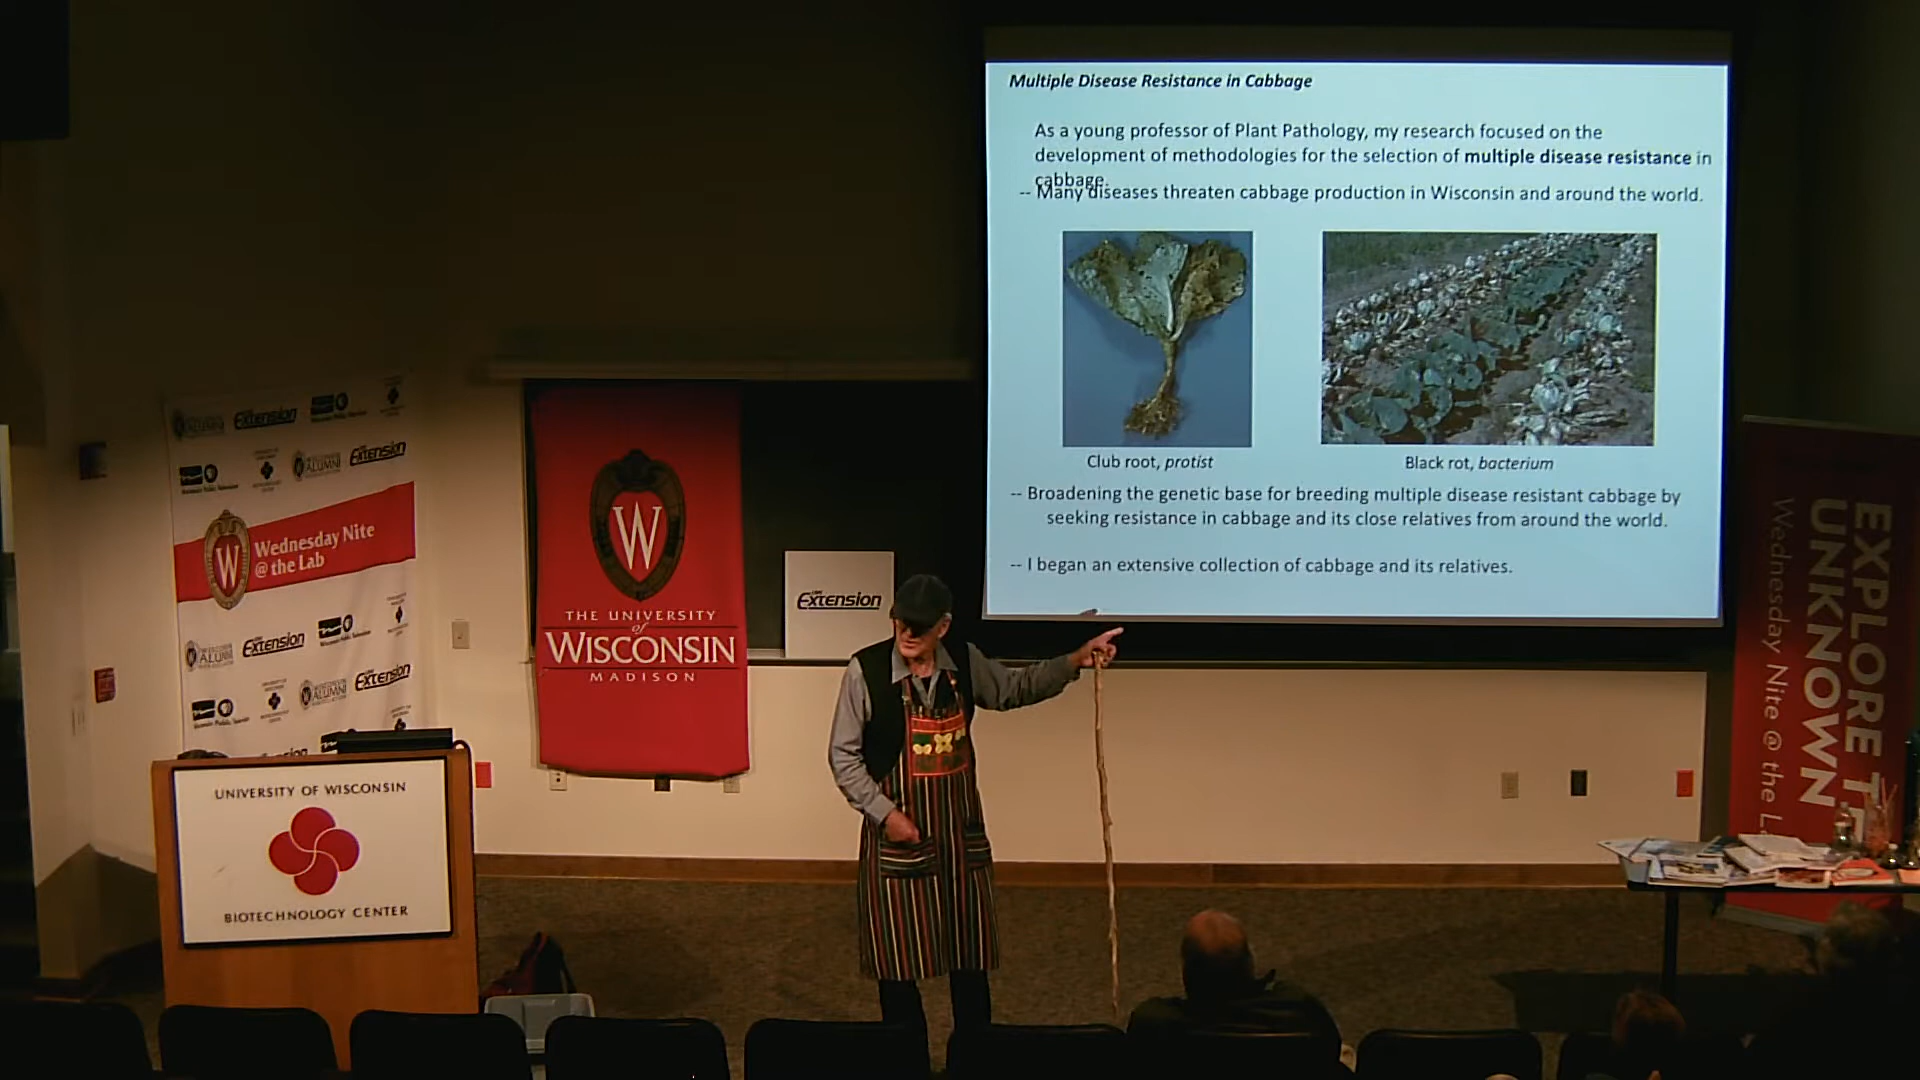 Multiple Disease Resistance in Cabbage
As a young professor of Plant Pathology, my research focused on the
development of methodologies for the selection of multiple disease resistance in
cabbage.
-- Many diseases threaten cabbage production in Wisconsin and around the world.
Club root, protist
Black rot, bacterium
-- Broadening the genetic base for breeding multiple disease resistant cabbage by
seeking resistance in cabbage and its close relatives from around the world.
-- I began an extensive collection of cabbage and its relatives.
Extension
Extension
W
Wednesday Nite
@ the Lab
ALUMNI
Extension
Extension
W
THE UNIVERSITY
of
WISCONSIN
MADISON
Extension
UNIVERSITY OF WISCONSIN
BIOTECHNOLOGY CENTER
EXPLORE
UNKNOWN
Wednesday Nite @ the